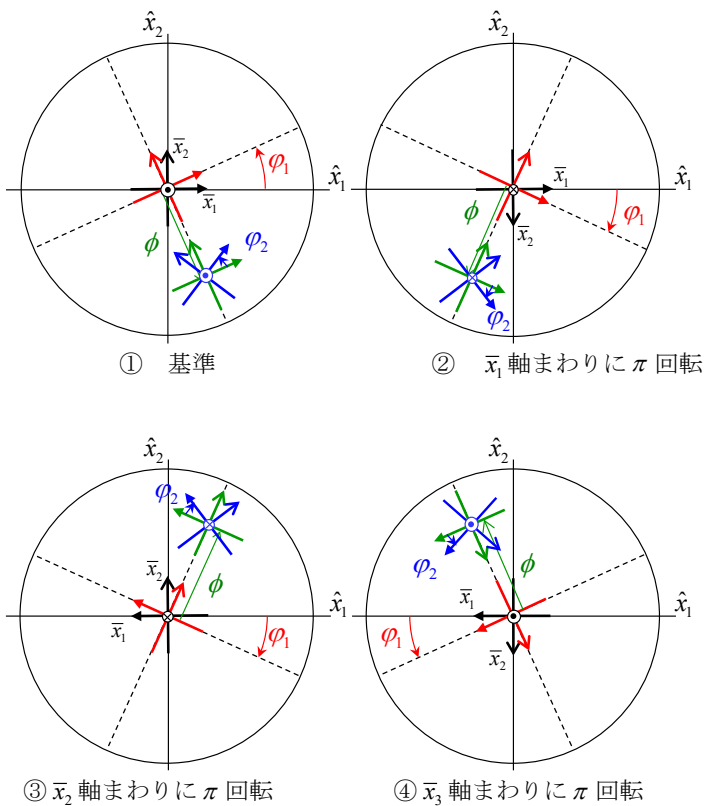 x̂₂
x̂₂
x̄₂
φ₁
x̂₁
x̄₁
x̄₁
φ₁
x̂₁
ϕ
φ₂
ϕ
x̄₂
φ₂
① 基準
② x̄₁ 軸まわりに π 回転
x̂₂
x̂₂
φ₂
x̄₂
ϕ
φ₂
ϕ
x̄₁
x̂₁
x̄₁
φ₁
φ₁
x̂₁
x̄₂
③ x̄₂ 軸まわりに π 回転
④ x̄₃ 軸まわりに π 回転